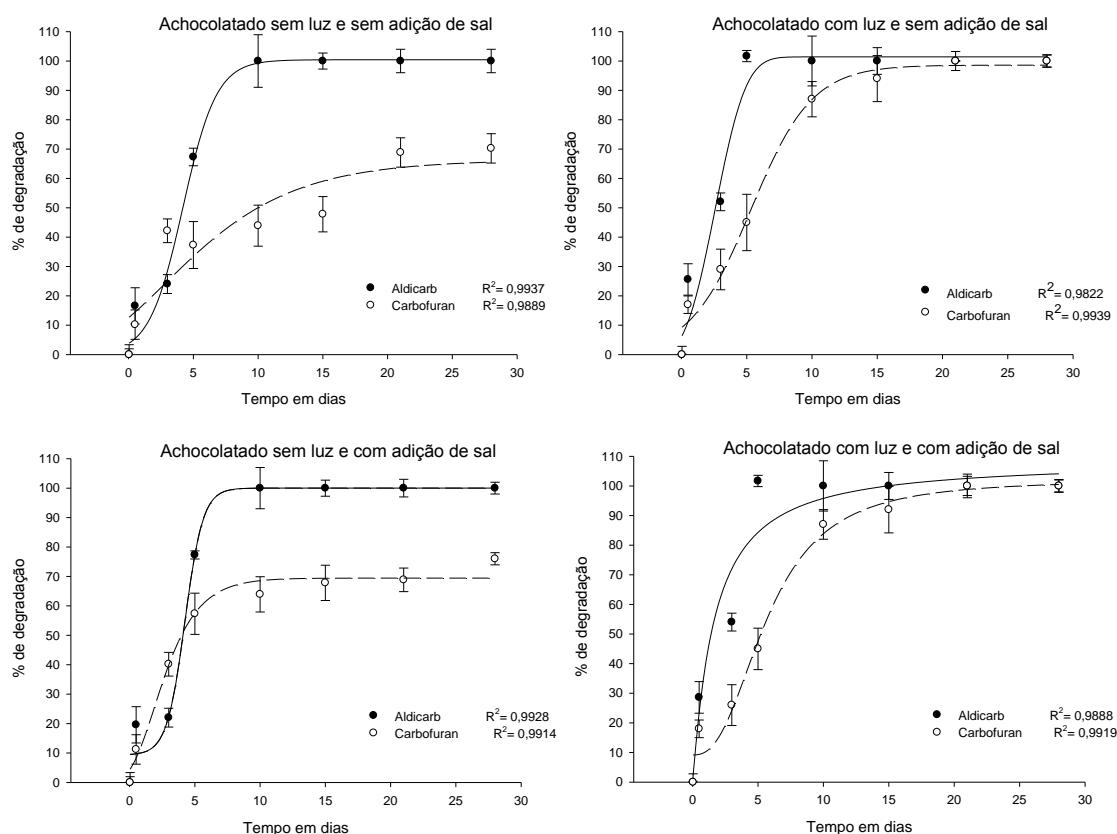 Achocolatado sem luz e sem adição de sal
110
100
90
80
70
60
50
40
30
20
10
0
% de degradação
Aldicarb R²= 0,9937
Carbofuran R²= 0,9889
0 5 10 15 20 25 30
Tempo em dias
Achocolatado com luz e sem adição de sal
110
100
90
80
70
60
50
40
30
20
10
0
% de degradação
Aldicarb R²= 0,9822
Carbofuran R²= 0,9939
0 5 10 15 20 25 30
Tempo em dias
Achocolatado sem luz e com adição de sal
110
100
90
80
70
60
50
40
30
20
10
0
% de degradação
Aldicarb R²= 0,9928
Carbofuran R²= 0,9914
0 5 10 15 20 25 30
Tempo em dias
Achocolatado com luz e com adição de sal
110
100
90
80
70
60
50
40
30
20
10
0
% de degradação
Aldicarb R²= 0,9888
Carbofuran R²= 0,9919
0 5 10 15 20 25 30
Tempo em dias